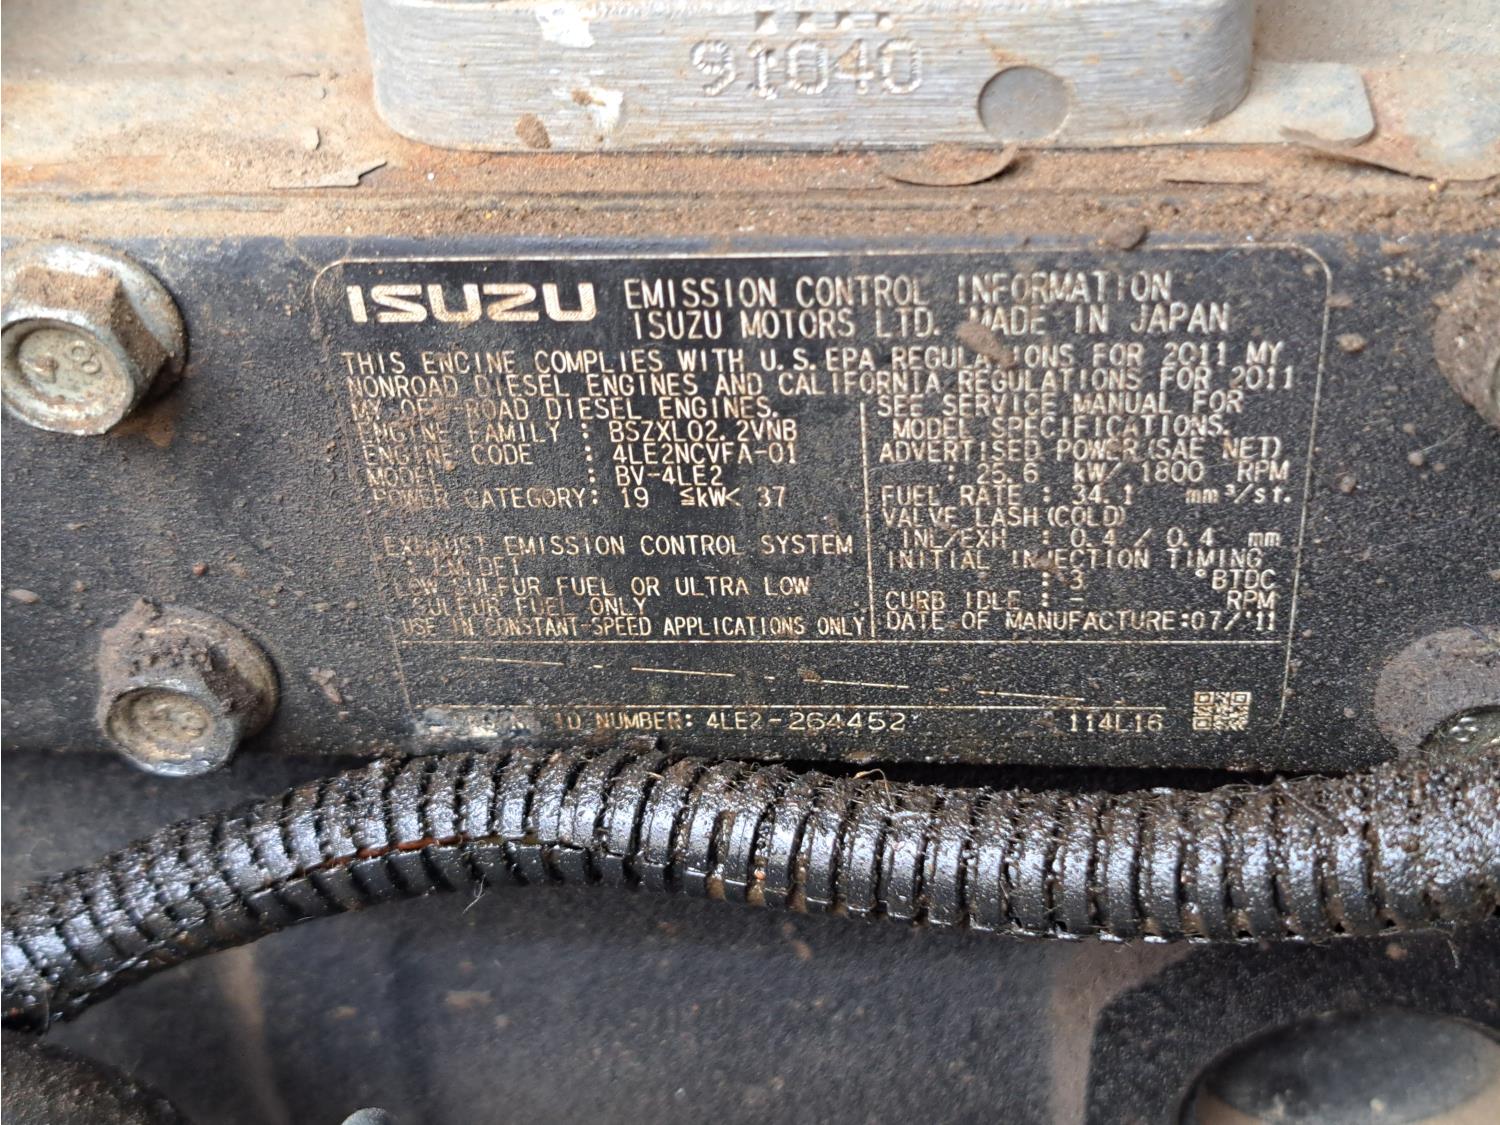 91040
ISUZU EMISSION CONTROL INFORMATION
ISUZU MOTORS LTD. MADE IN JAPAN
THIS ENGINE COMPLIES WITH U.S. EPA REGULATIONS FOR 2011 MY
NONROAD DIESEL ENGINES AND CALIFORNIA REGULATIONS FOR 2011
MY OFF-ROAD DIESEL ENGINES.
ENGINE FAMILY : BSZXL02.2VNB
ENGINE CODE : 4LE2NCVFA-01
MODEL : BV-4LE2
POWER CATEGORY: 19 ≦kW< 37
EXHAUST EMISSION CONTROL SYSTEM
LOW SULFUR FUEL OR ULTRA LOW
SULFUR FUEL ONLY
USE IN CONSTANT-SPEED APPLICATIONS ONLY
SEE SERVICE MANUAL FOR
MODEL SPECIFICATIONS.
ADVERTISED POWER(SAE NET)
: 25.6 kW/ 1800 RPM
FUEL RATE : 34.1 mm³/st.
VALVE LASH(COLD)
INL/EXH : 0.4 / 0.4 mm
INITIAL INJECTION TIMING
: 3 °BTDC
CURB IDLE : - RPM
DATE OF MANUFACTURE:07/'11
ID NUMBER: 4LE2-264452
114L16
8